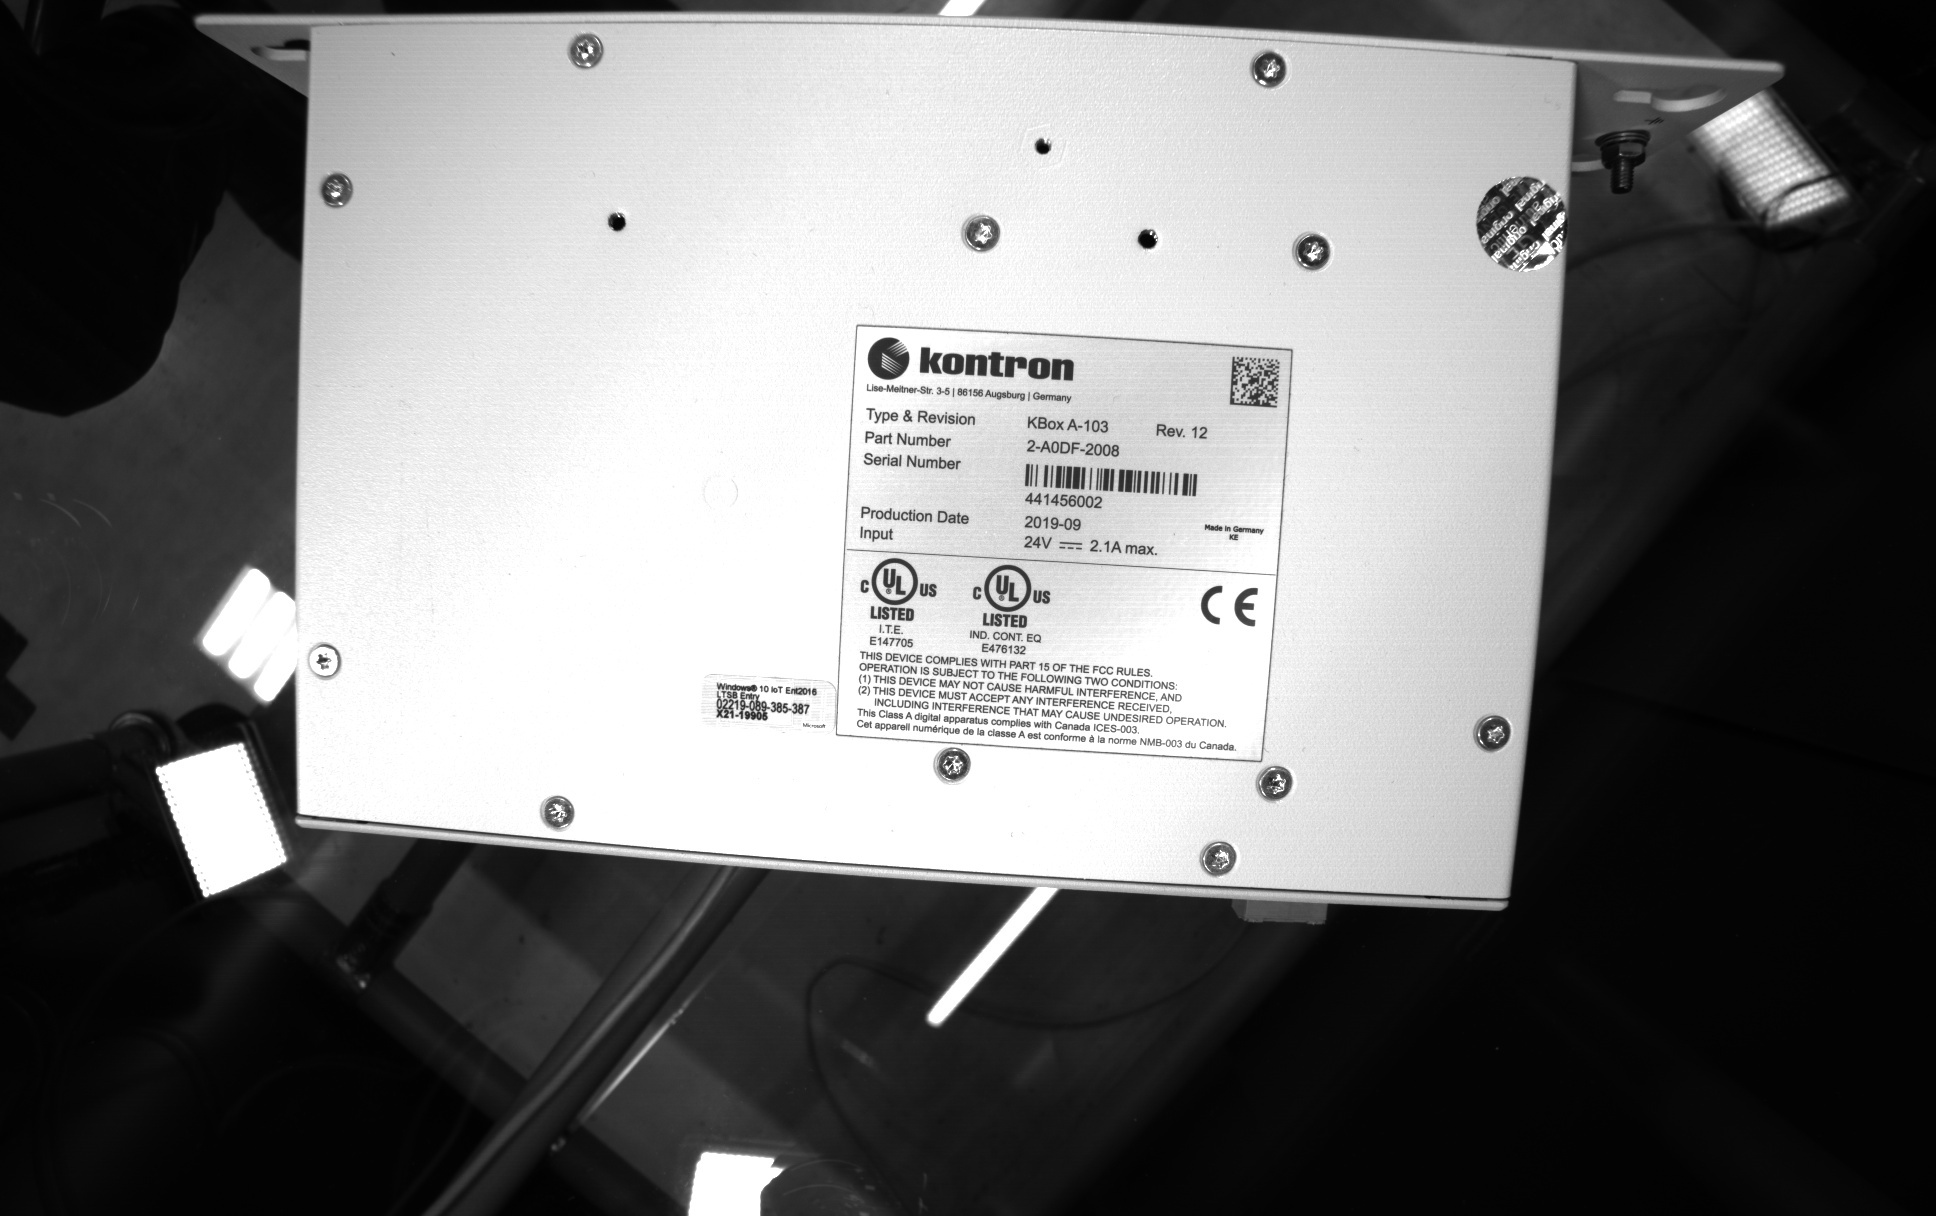 kontron
Lise-Meitner-Str. 3-5 | 86156 Augsburg | Germany
Type & Revision KBox A-103 Rev. 12
Part Number 2-A0DF-2008
Serial Number
441456002
Production Date 2019-09
Made in Germany
KE
Input 24V 2.1A max.
C UL US LISTED
I.T.E.
E147705
C UL US LISTED
IND. CONT. EQ
E476132
CE
THIS DEVICE COMPLIES WITH PART 15 OF THE FCC RULES.
OPERATION IS SUBJECT TO THE FOLLOWING TWO CONDITIONS:
(1) THIS DEVICE MAY NOT CAUSE HARMFUL INTERFERENCE, AND
(2) THIS DEVICE MUST ACCEPT ANY INTERFERENCE RECEIVED,
INCLUDING INTERFERENCE THAT MAY CAUSE UNDESIRED OPERATION.
This Class A digital apparatus complies with Canada ICES-003.
Cet appareil numérique de la classe A est conforme à la norme NMB-003 du Canada.
Windows® 10 IoT Ent2016
LTSB Entry
02219-089-385-387
X21-19905
Microsoft